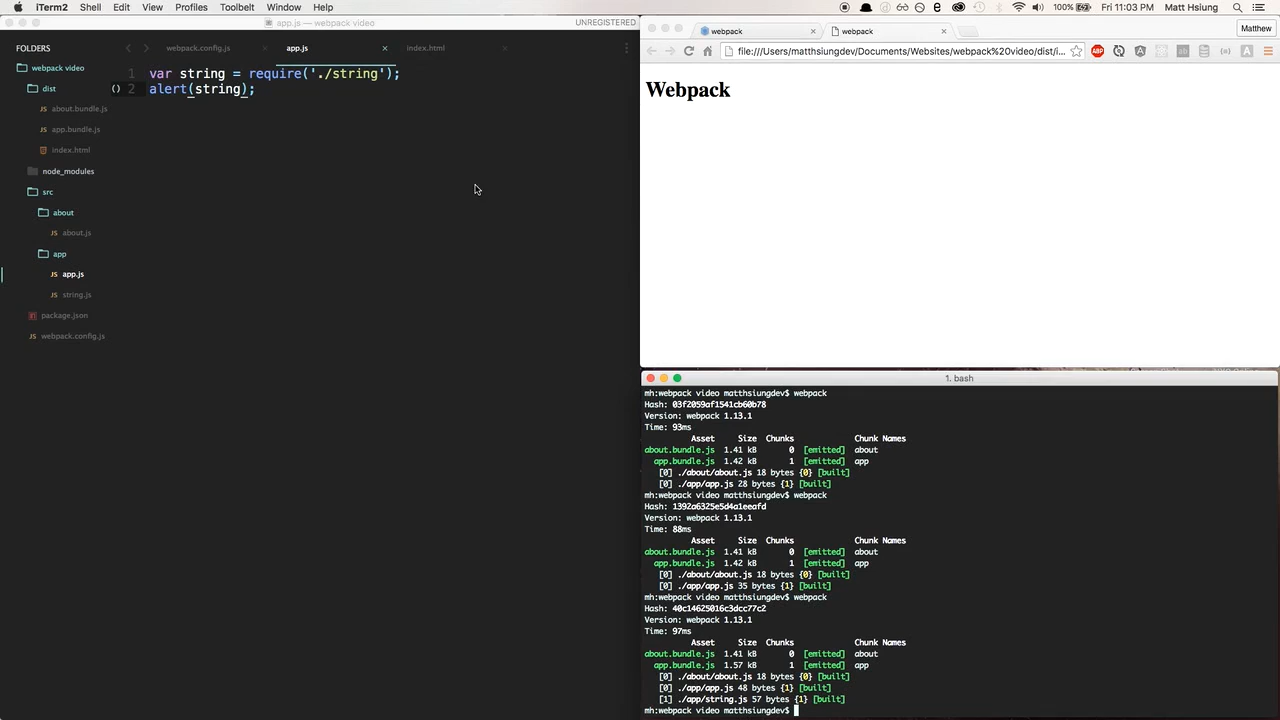 iTerm2 Shell Edit View Profiles Toolbelt Window Help 100% Fri 11:03 PM Matt Hsiung
app.js — webpack video UNREGISTERED
FOLDERS
webpack video
dist
about.bundle.js
app.bundle.js
index.html
node_modules
src
about
about.js
app
app.js
string.js
package.json
webpack.config.js
webpack.config.js app.js index.html
1 var string = require('./string');
2 alert(string);
webpack webpack Matthew
file:///Users/matthsiungdev/Documents/Websites/webpack%20video/dist/i...
Webpack
1. bash
mh:webpack video matthsiungdev$ webpack
Hash: 03f2059af1541cb60b78
Version: webpack 1.13.1
Time: 93ms
Asset Size Chunks Chunk Names
about.bundle.js 1.41 kB 0 [emitted] about
app.bundle.js 1.42 kB 1 [emitted] app
[0] ./about/about.js 18 bytes {0} [built]
[0] ./app/app.js 28 bytes {1} [built]
mh:webpack video matthsiungdev$ webpack
Hash: 1392a6325e5d4a1eeafd
Version: webpack 1.13.1
Time: 88ms
Asset Size Chunks Chunk Names
about.bundle.js 1.41 kB 0 [emitted] about
app.bundle.js 1.42 kB 1 [emitted] app
[0] ./about/about.js 18 bytes {0} [built]
[0] ./app/app.js 35 bytes {1} [built]
mh:webpack video matthsiungdev$ webpack
Hash: 40c14625016c3dcc77c2
Version: webpack 1.13.1
Time: 97ms
Asset Size Chunks Chunk Names
about.bundle.js 1.41 kB 0 [emitted] about
app.bundle.js 1.57 kB 1 [emitted] app
[0] ./about/about.js 18 bytes {0} [built]
[0] ./app/app.js 48 bytes {1} [built]
[1] ./app/string.js 57 bytes {1} [built]
mh:webpack video matthsiungdev$